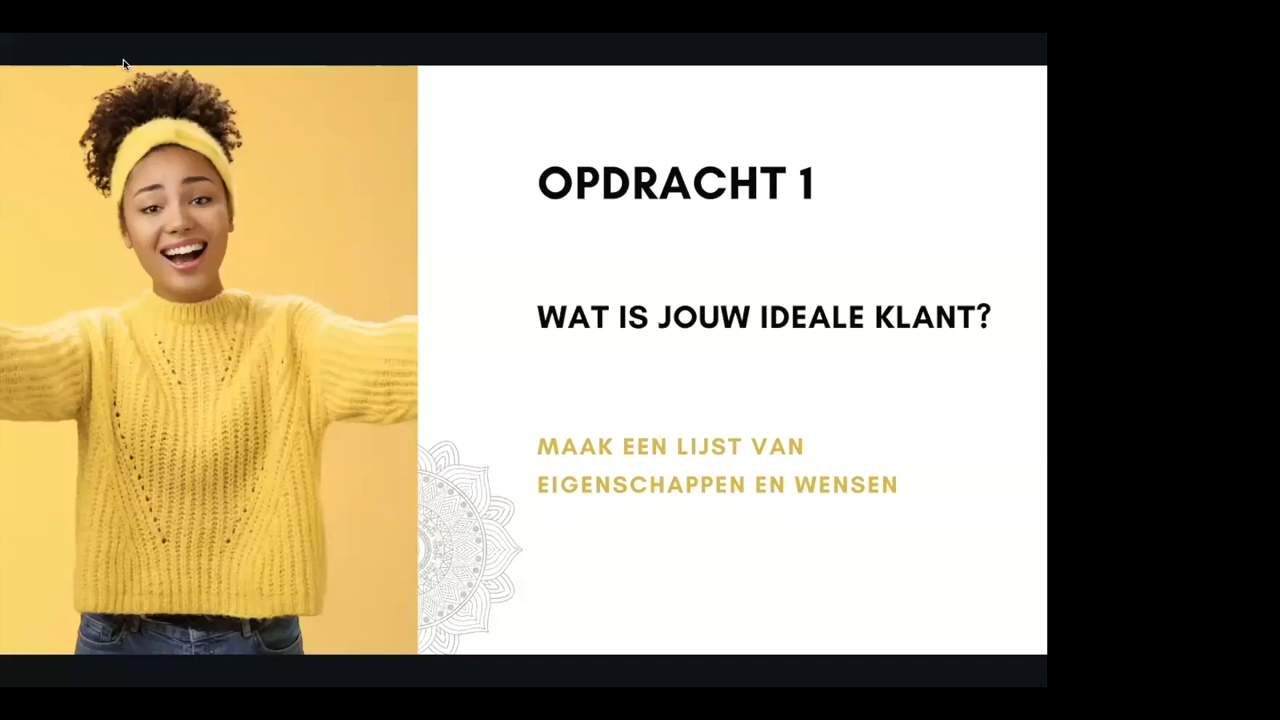 OPDRACHT 1
WAT IS JOUW IDEALE KLANT?
MAAK EEN LIJST VAN
EIGENSCHAPPEN EN WENSEN